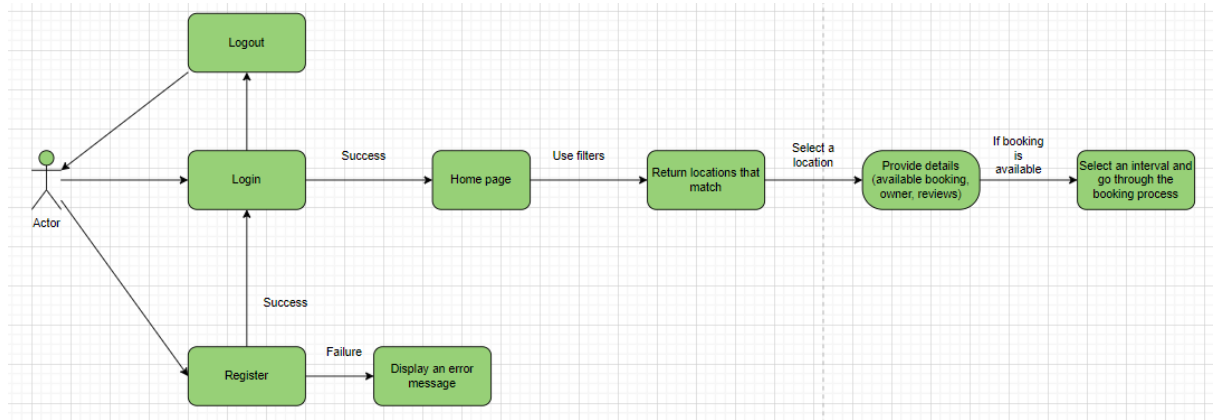 Logout
Actor
Login
Success
Home page
Use filters
Return locations that
match
Select a
location
Provide details
(available booking,
owner, reviews)
If booking
is
available
Select an interval and
go through the
booking process
Success
Register
Failure
Display an error
message